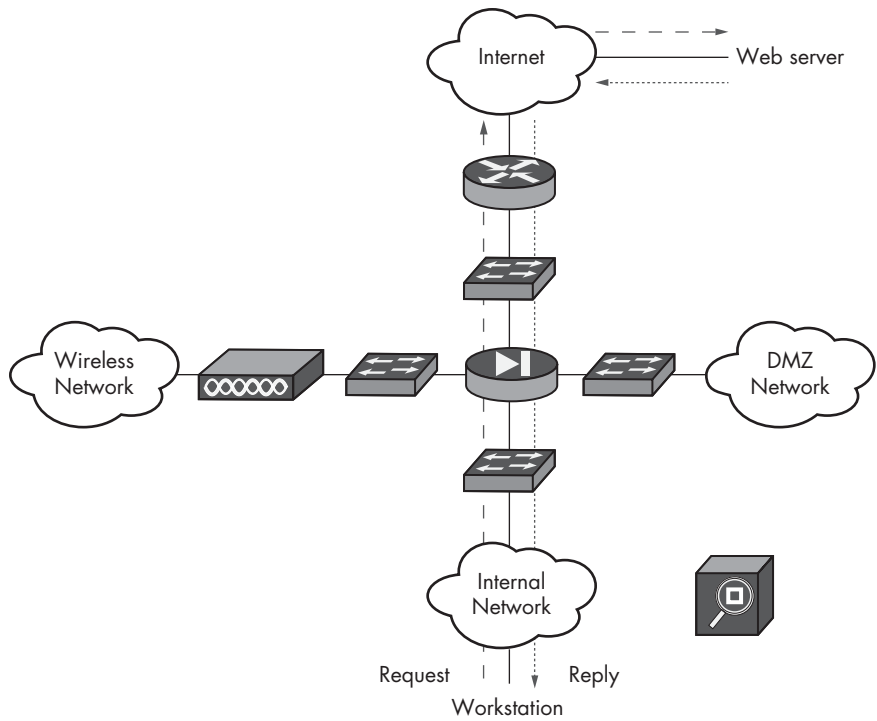 Internet
Web server
Wireless
Network
DMZ
Network
Internal
Network
Request
Reply
Workstation